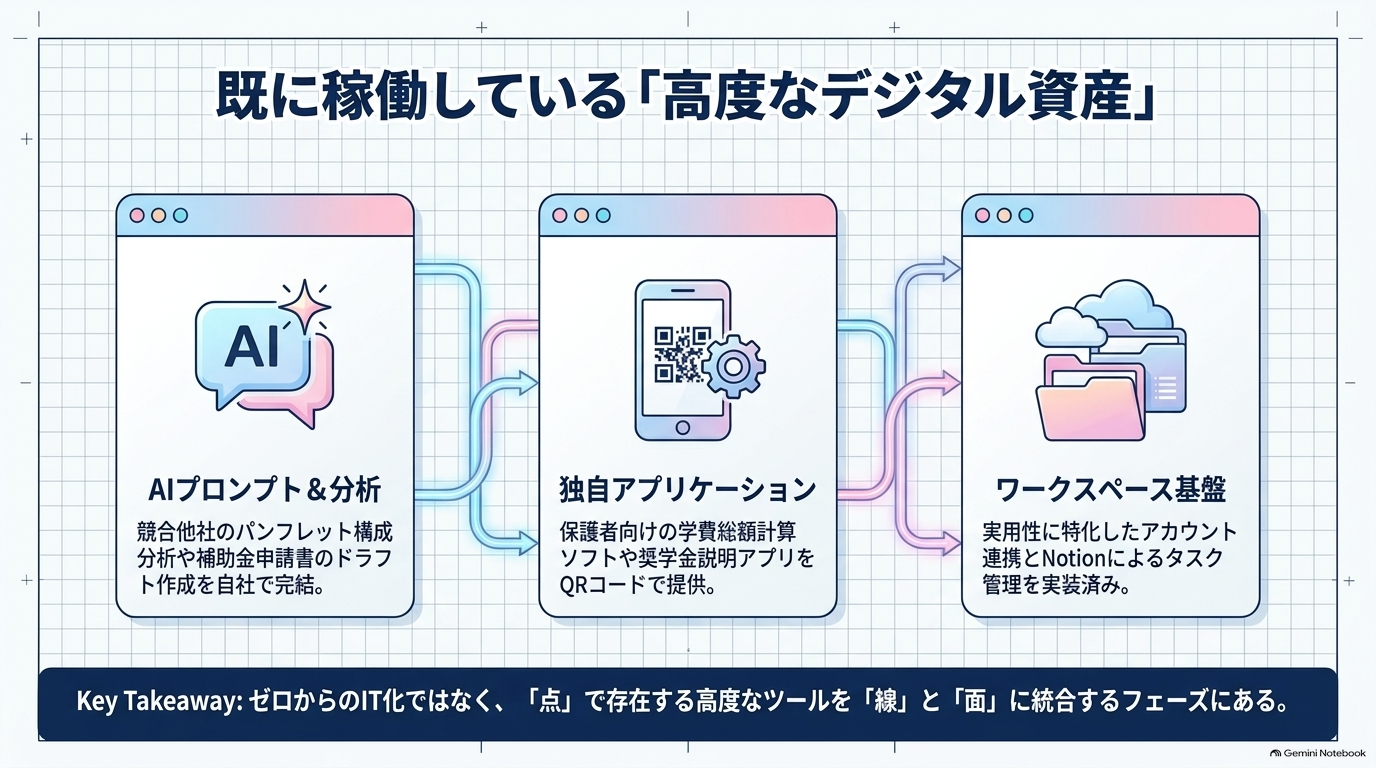 既に稼働している「高度なデジタル資産」
AI
AIプロンプト＆分析
競合他社のパンフレット構成
分析や補助金申請書のドラフ
ト作成を自社で完結。
独自アプリケーション
保護者向けの学費総額計算
ソフトや奨学金説明アプリを
QRコードで提供。
ワークスペース基盤
実用性に特化したアカウント
連携とNotionによるタスク
管理を実装済み。
Key Takeaway: ゼロからのIT化ではなく、「点」で存在する高度なツールを「線」と「面」に統合するフェーズにある。
Gemini Notebook